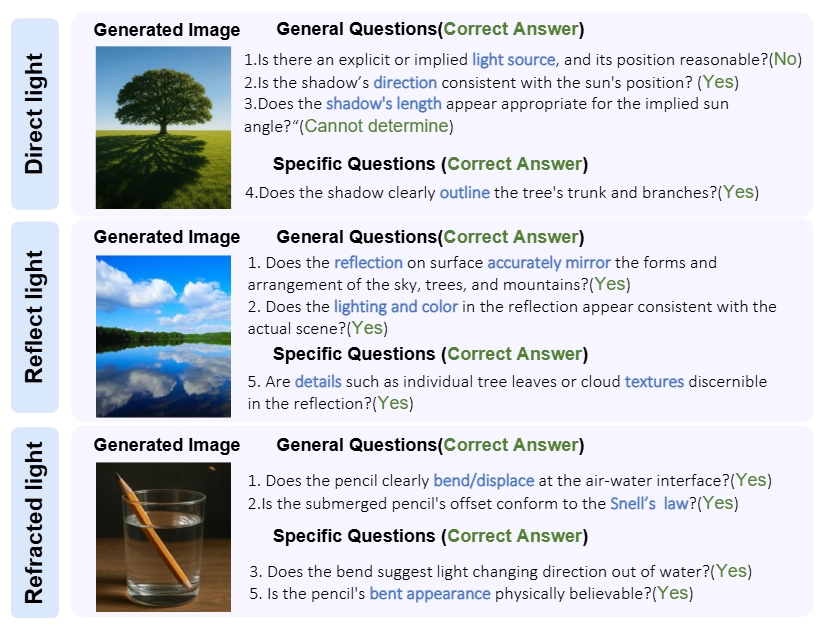 Direct light
Generated Image
General Questions(Correct Answer)
1.Is there an explicit or implied light source, and its position reasonable?(No)
2.Is the shadow's direction consistent with the sun's position? (Yes)
3.Does the shadow's length appear appropriate for the implied sun
angle?“(Cannot determine)
Specific Questions (Correct Answer)
4.Does the shadow clearly outline the tree's trunk and branches?(Yes)
Reflect light
Generated Image
General Questions(Correct Answer)
1. Does the reflection on surface accurately mirror the forms and
arrangement of the sky, trees, and mountains?(Yes)
2. Does the lighting and color in the reflection appear consistent with the
actual scene?(Yes)
Specific Questions (Correct Answer)
5. Are details such as individual tree leaves or cloud textures discernible
in the reflection?(Yes)
Refracted light
Generated Image
General Questions(Correct Answer)
1. Does the pencil clearly bend/displace at the air-water interface?(Yes)
2.Is the submerged pencil's offset conform to the Snell’s law?(Yes)
Specific Questions (Correct Answer)
3. Does the bend suggest light changing direction out of water?(Yes)
5. Is the pencil's bent appearance physically believable?(Yes)